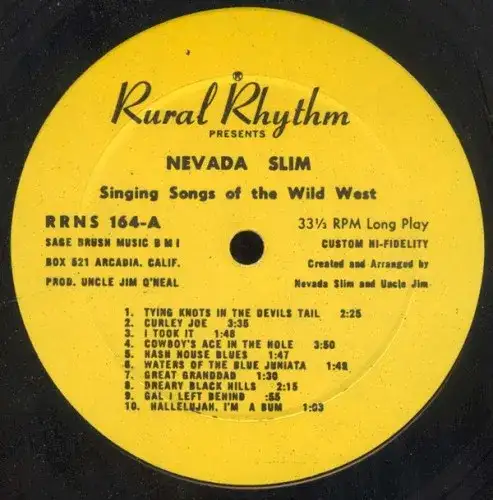 ®
Rural Rhythm
PRESENTS
NEVADA SLIM
Singing Songs of the Wild West
RRNS 164-A
SAGE BRUSH MUSIC B M I
BOX 521 ARCADIA, CALIF.
PROD. UNCLE JIM O'NEAL
33⅓ RPM Long Play
CUSTOM HI-FIDELITY
Created and Arranged by
Nevada Slim and Uncle Jim
1. TYING KNOTS IN THE DEVILS TAIL 2:25
2. CURLEY JOE 3:35
3. I TOOK IT 1:48
4. COWBOY'S ACE IN THE HOLE 3:50
5. HASH HOUSE BLUES 1:47
6. WATERS OF THE BLUE JUNIATA 1:42
7. GREAT GRANDDAD 1:30
8. DREARY BLACK HILLS 2:15
9. GAL I LEFT BEHIND :55
10. HALLELUJAH, I'M A BUM 1:03